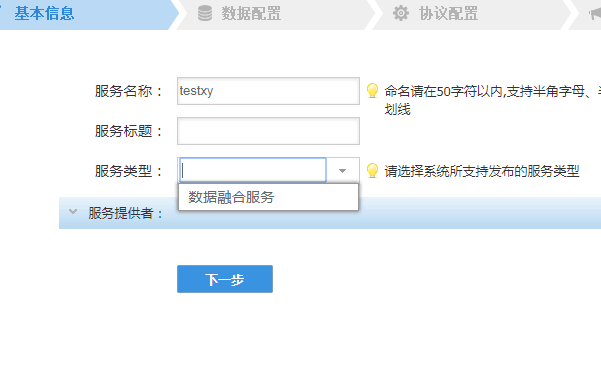 基本信息
数据配置
协议配置
服务名称：
testxy
命名请在50字符以内,支持半角字母、
划线
服务标题：
服务类型：
请选择系统所支持发布的服务类型
数据融合服务
服务提供者：
下一步